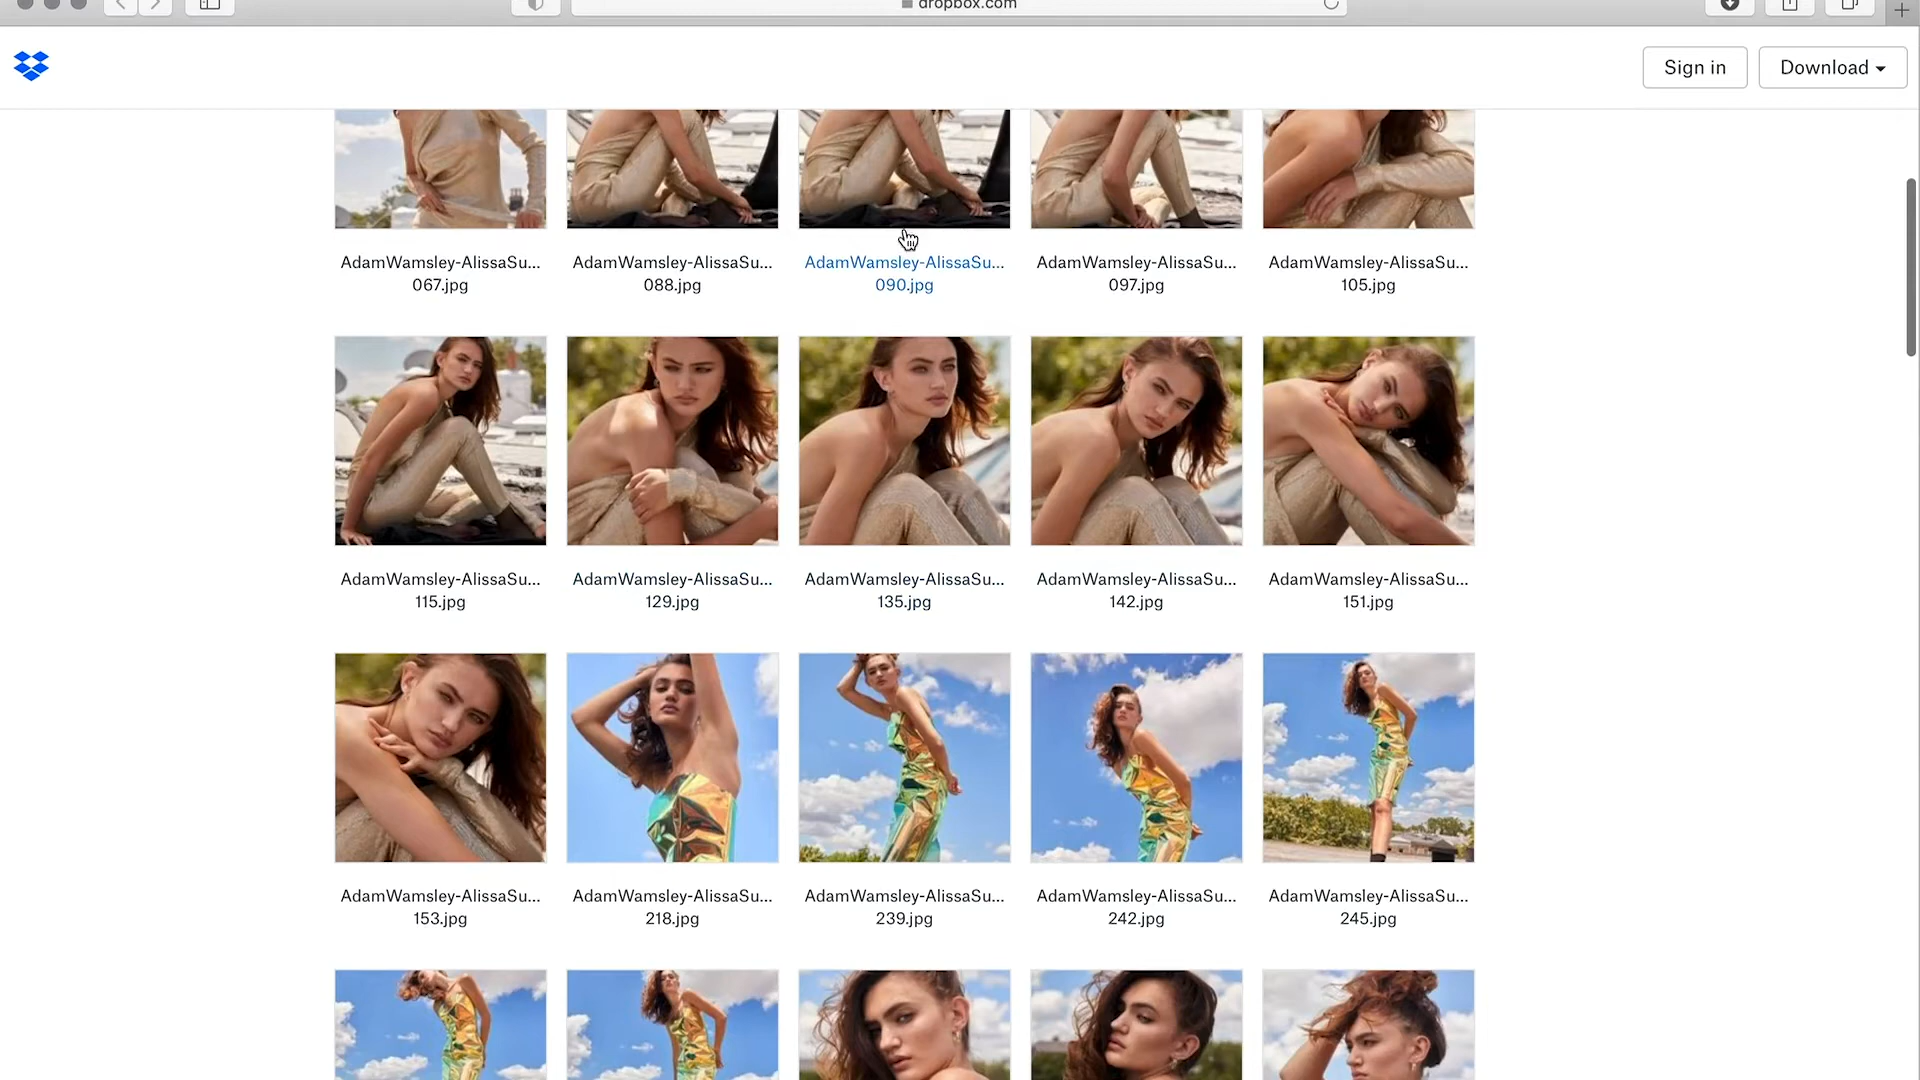 dropbox.com
Sign in
Download
AdamWamsley-AlissaSu...
067.jpg
AdamWamsley-AlissaSu...
088.jpg
AdamWamsley-AlissaSu...
090.jpg
AdamWamsley-AlissaSu...
097.jpg
AdamWamsley-AlissaSu...
105.jpg
AdamWamsley-AlissaSu...
115.jpg
AdamWamsley-AlissaSu...
129.jpg
AdamWamsley-AlissaSu...
135.jpg
AdamWamsley-AlissaSu...
142.jpg
AdamWamsley-AlissaSu...
151.jpg
AdamWamsley-AlissaSu...
153.jpg
AdamWamsley-AlissaSu...
218.jpg
AdamWamsley-AlissaSu...
239.jpg
AdamWamsley-AlissaSu...
242.jpg
AdamWamsley-AlissaSu...
245.jpg